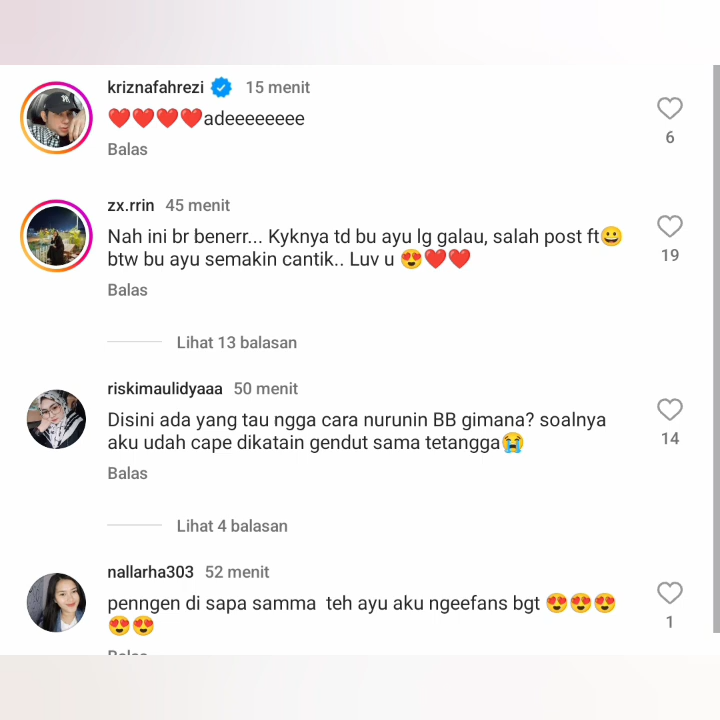 kriznafahrezi 15 menit
❤️❤️❤️❤️adeeeeeeee
6
Balas
zx.rrin 45 menit
Nah ini br benerr... Kyknya td bu ayu lg galau, salah post ft😀
btw bu ayu semakin cantik.. Luv u 😍❤️❤️
19
Balas
Lihat 13 balasan
riskimaulidyaaa 50 menit
Disini ada yang tau ngga cara nurunin BB gimana? soalnya
aku udah cape dikatain gendut sama tetangga😭
14
Balas
Lihat 4 balasan
nallarha303 52 menit
penngen di sapa samma teh ayu aku ngeefans bgt 😍😍😍
😍😍
1
Balas